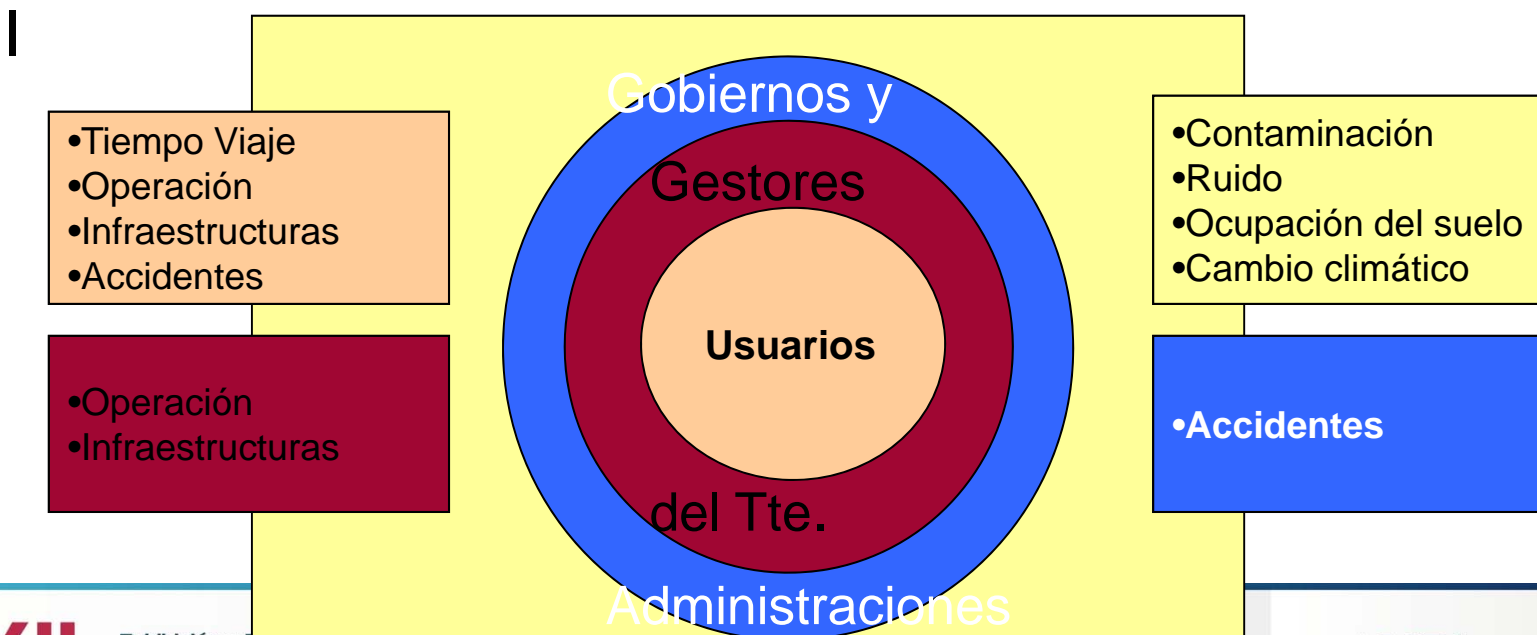 Gobiernos y
Gestores
Usuarios
del Tte.
Administraciones
•Tiempo Viaje
•Operación
•Infraestructuras
•Accidentes
•Operación
•Infraestructuras
•Contaminación
•Ruido
•Ocupación del suelo
•Cambio climático
•Accidentes